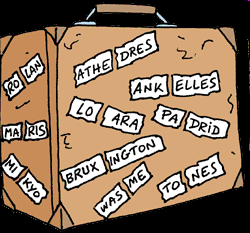 RO LAN
MA RIS
MI KYO
ATHE DRES
ANK ELLES
LO ARA
PA DRID
BRUX INGTON
WAS ME
TO NES